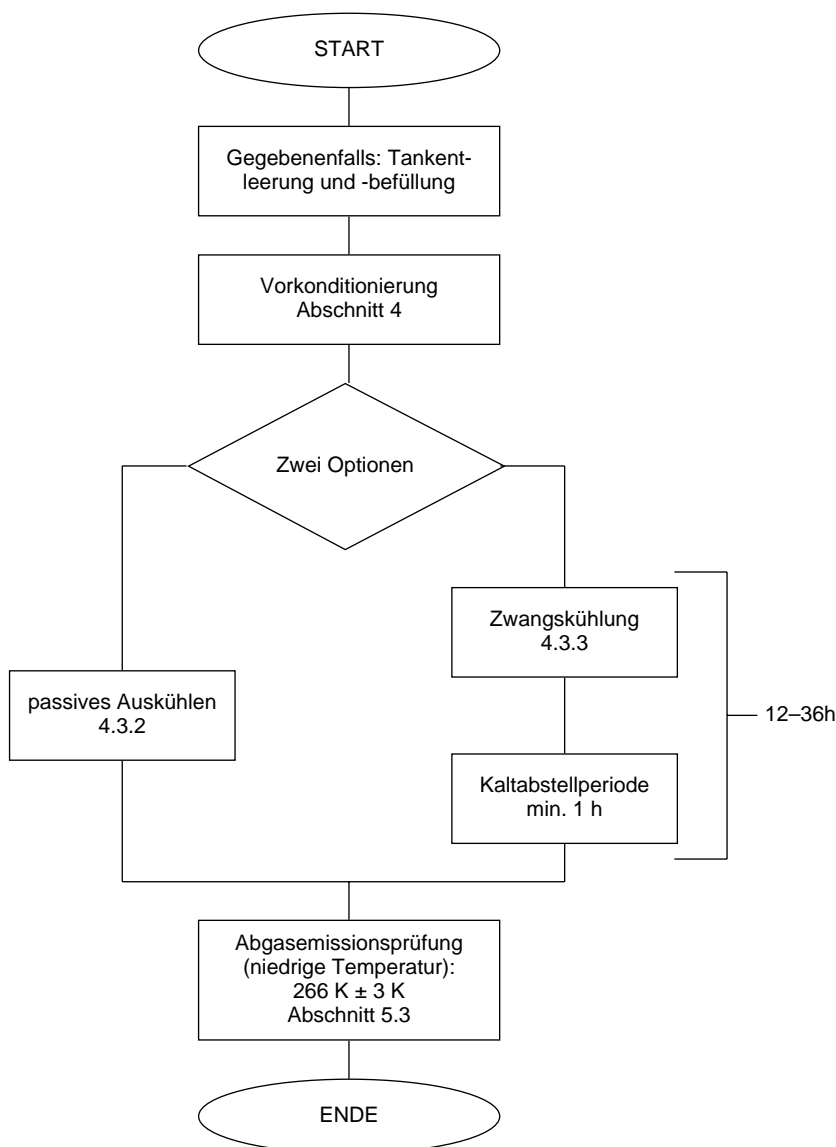 START
Gegebenenfalls: Tankent-
leerung und -befüllung
Vorkonditionierung
Abschnitt 4
Zwei Optionen
Zwangskühlung
4.3.3
passives Auskühlen
4.3.2
12–36h
Kaltabstellperiode
min. 1 h
Abgasemissionsprüfung
(niedrige Temperatur):
266 K ± 3 K
Abschnitt 5.3
ENDE